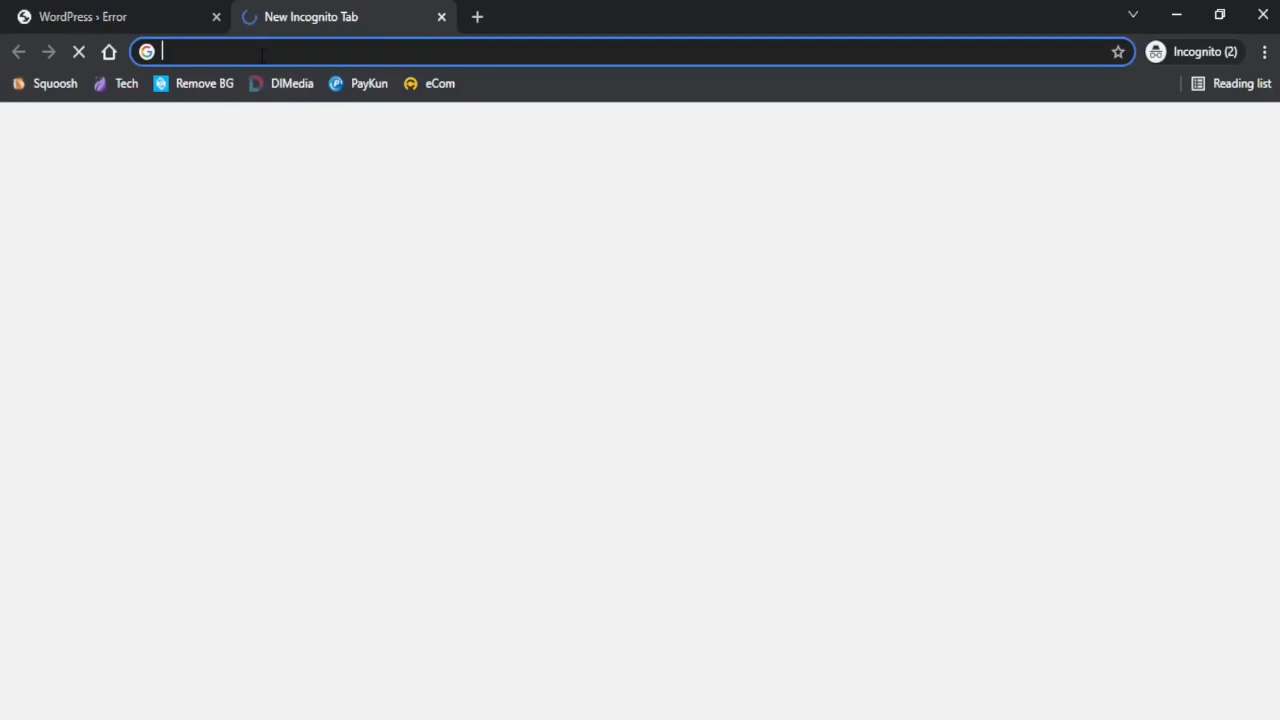 WordPress › Error
New Incognito Tab
Incognito (2)
Squoosh
Tech
Remove BG
DIMedia
PayKun
eCom
Reading list